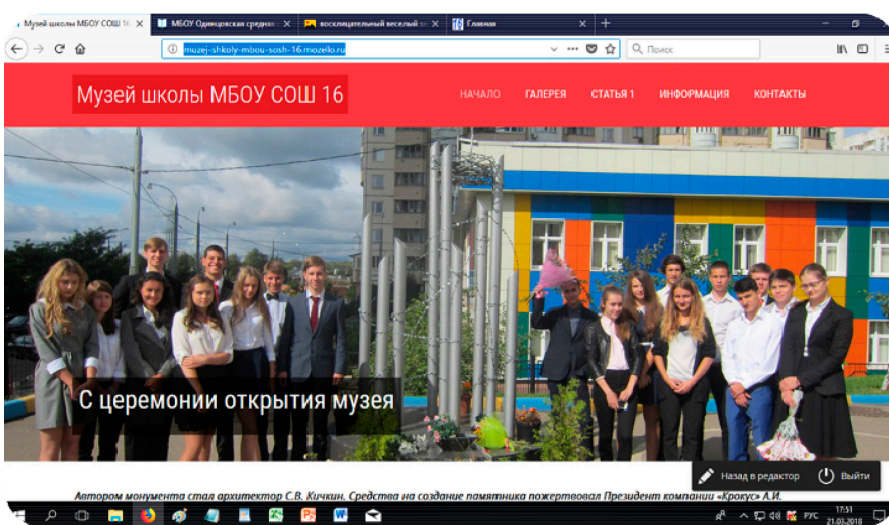 Музей школы МБОУ СОШ 16
МБОУ Одинцовская средняя
восклицательный веселый зн
Главная
muzej-shkoly-mbou-sosh-16.mozello.ru
Поиск
Музей школы МБОУ СОШ 16
НАЧАЛО ГАЛЕРЕЯ СТАТЬЯ 1 ИНФОРМАЦИЯ КОНТАКТЫ
С церемонии открытия музея
Назад в редактор Выйти
Автором монумента стал архитектор С.В. Кичкин. Средства на создание памятника пожертвовал Президент компании «Крокус» А.И.
РУС
17:51
21.03.2018